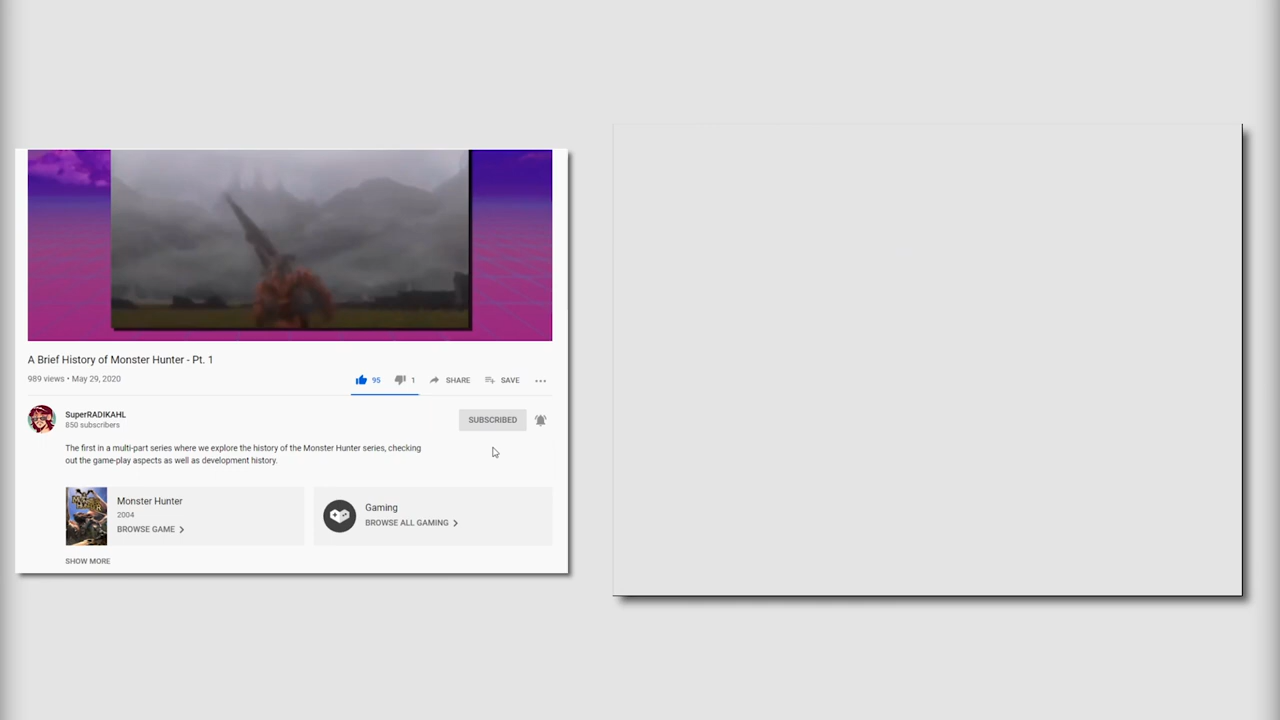 A Brief History of Monster Hunter - Pt. 1
989 views • May 29, 2020
95
1
SHARE
SAVE
SuperRADIKAHL
850 subscribers
SUBSCRIBED
The first in a multi-part series where we explore the history of the Monster Hunter series, checking
out the game-play aspects as well as development history.
Monster Hunter
2004
BROWSE GAME
Gaming
BROWSE ALL GAMING
SHOW MORE